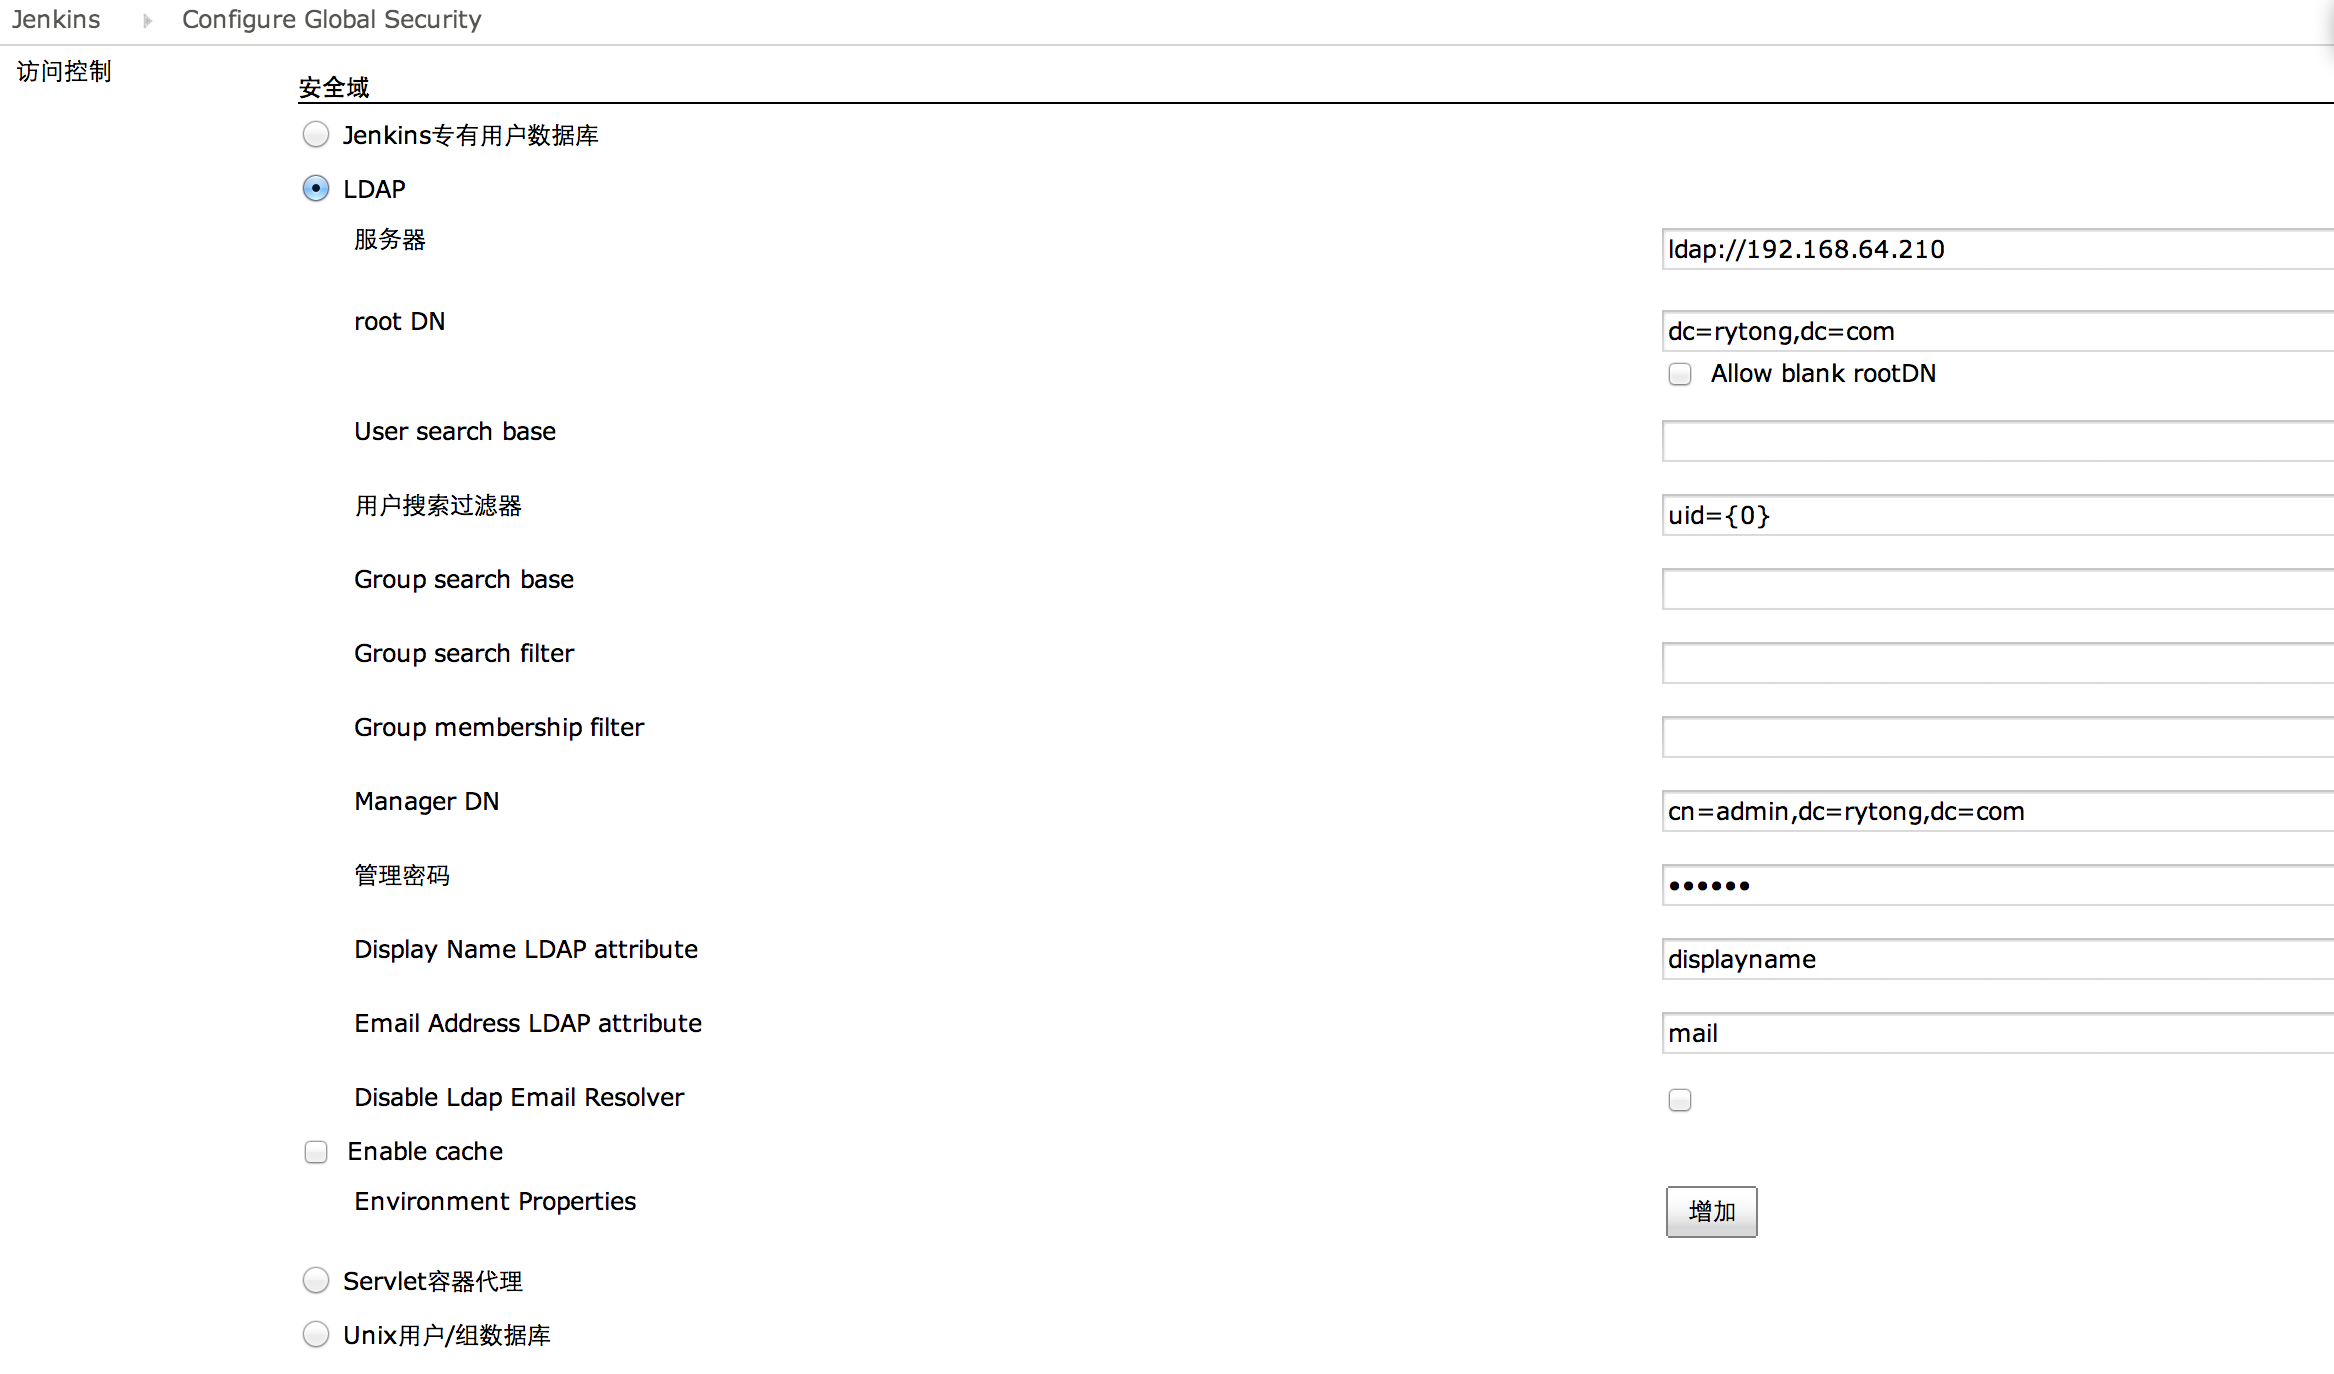 Jenkins Configure Global Security
访问控制
安全域
Jenkins专有用户数据库
LDAP
服务器 ldap://192.168.64.210
root DN dc=rytong,dc=com
Allow blank rootDN
User search base
用户搜索过滤器 uid={0}
Group search base
Group search filter
Group membership filter
Manager DN cn=admin,dc=rytong,dc=com
管理密码 ••••••
Display Name LDAP attribute displayname
Email Address LDAP attribute mail
Disable Ldap Email Resolver
Enable cache
Environment Properties 增加
Servlet容器代理
Unix用户/组数据库